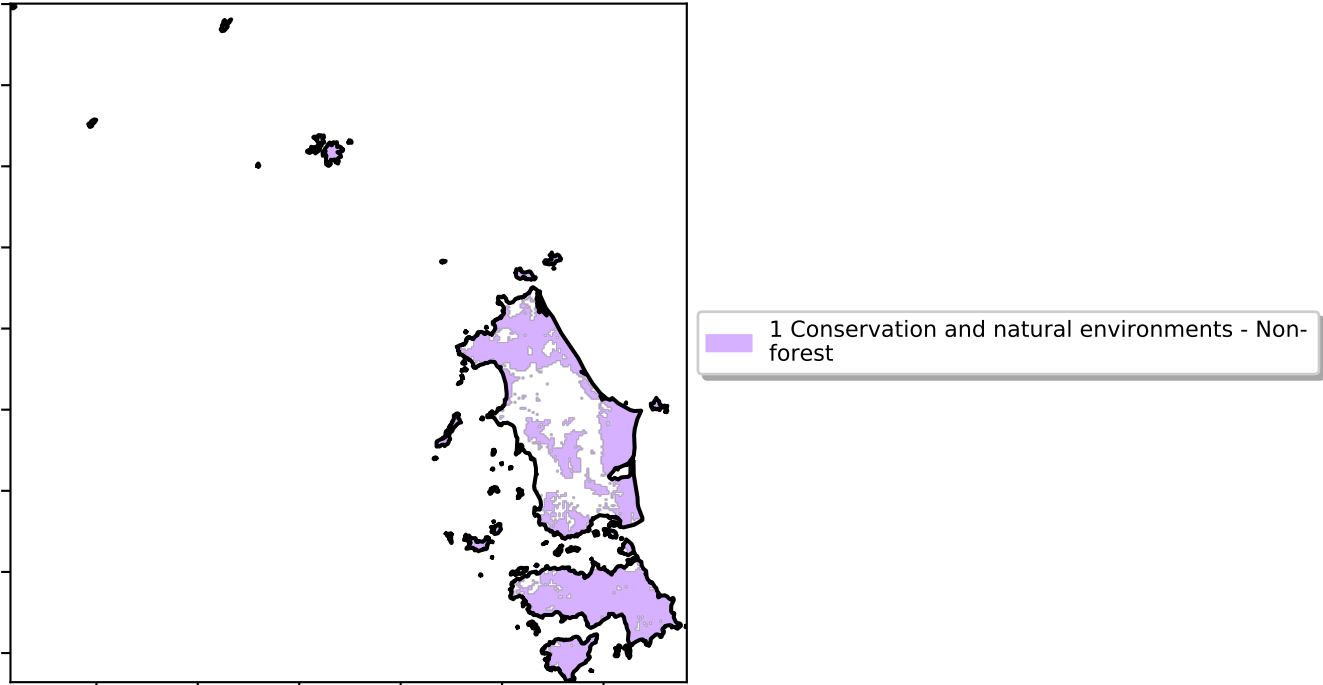 1 Conservation and natural environments - Non-
forest